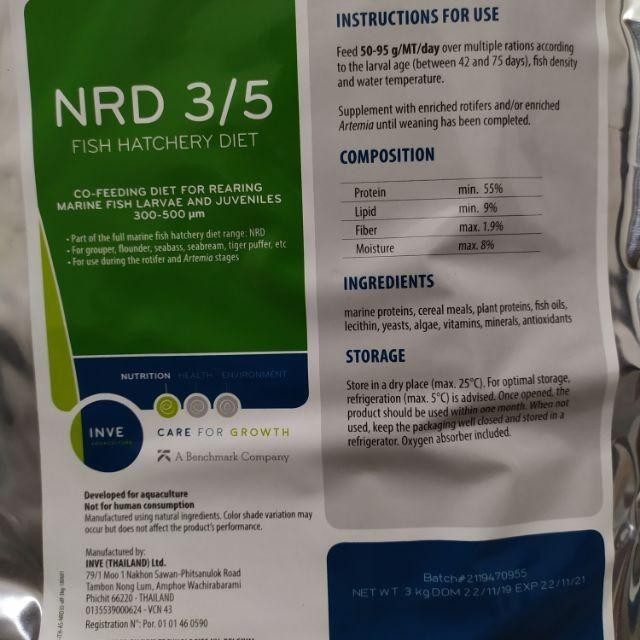 NRD 3/5
FISH HATCHERY DIET
CO-FEEDING DIET FOR REARING
MARINE FISH LARVAE AND JUVENILES
300-500 µm
• Part of the full marine fish hatchery diet range: NRD
• For grouper, flounder, seabass, seabream, tiger puffer, etc
• For use during the rotifer and Artemia stages
NUTRITION HEALTH ENVIRONMENT
INVE
AQUACULTURE
CARE FOR GROWTH
A Benchmark Company
Developed for aquaculture
Not for human consumption
Manufactured using natural ingredients. Color shade variation may
occur but does not affect the product's performance.
Manufactured by:
INVE (THAILAND) Ltd.
79/1 Moo 1 Nakhon Sawan-Phitsanulok Road
Tambon Nong Lum, Amphoe Wachirabarami
Phichit 66220 - THAILAND
0135539000624 - VCN 43
Registration N°: Por. 01 01 46 0590
INSTRUCTIONS FOR USE
Feed 50-95 g/MT/day over multiple rations according
to the larval age (between 42 and 75 days), fish density
and water temperature.
Supplement with enriched rotifers and/or enriched
Artemia until weaning has been completed.
COMPOSITION
Protein min. 55%
Lipid min. 9%
Fiber max. 1.9%
Moisture max. 8%
INGREDIENTS
marine proteins, cereal meals, plant proteins, fish oils,
lecithin, yeasts, algae, vitamins, minerals, antioxidants
STORAGE
Store in a dry place (max. 25°C). For optimal storage,
refrigeration (max. 5°C) is advised. Once opened, the
product should be used within one month. When not
used, keep the packaging well closed and stored in a
refrigerator. Oxygen absorber included.
Batch#2119470955
NET WT 3 kg DOM 22/11/19 EXP 22/11/21